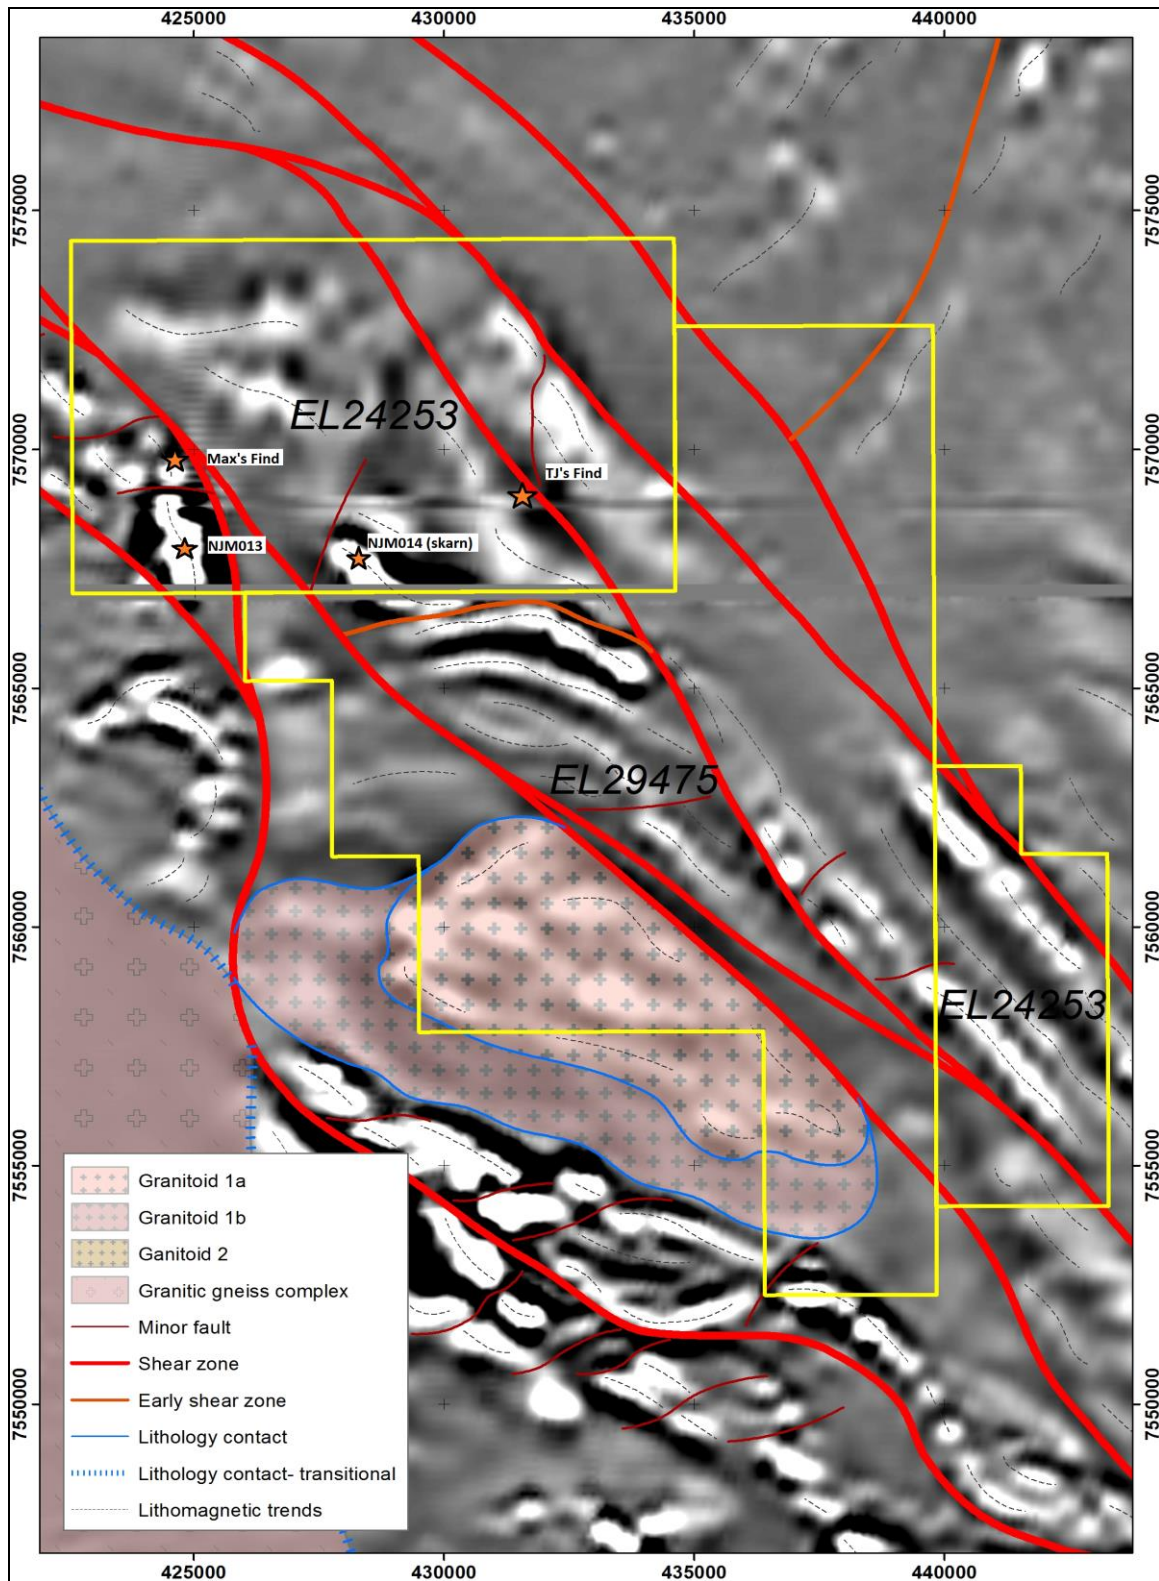 425000
430000
435000
440000
7575000
7575000
EL24253
7570000
7570000
Max's Find
TJ's Find
NJM013
NJM014 (skarn)
7565000
7565000
EL29475
7560000
7560000
EL24253
7555000
7555000
Granitoid 1a
Granitoid 1b
Ganitoid 2
Granitic gneiss complex
Minor fault
Shear zone
Early shear zone
Lithology contact
Lithology contact- transitional
Lithomagnetic trends
7550000
7550000
425000
430000
435000
440000